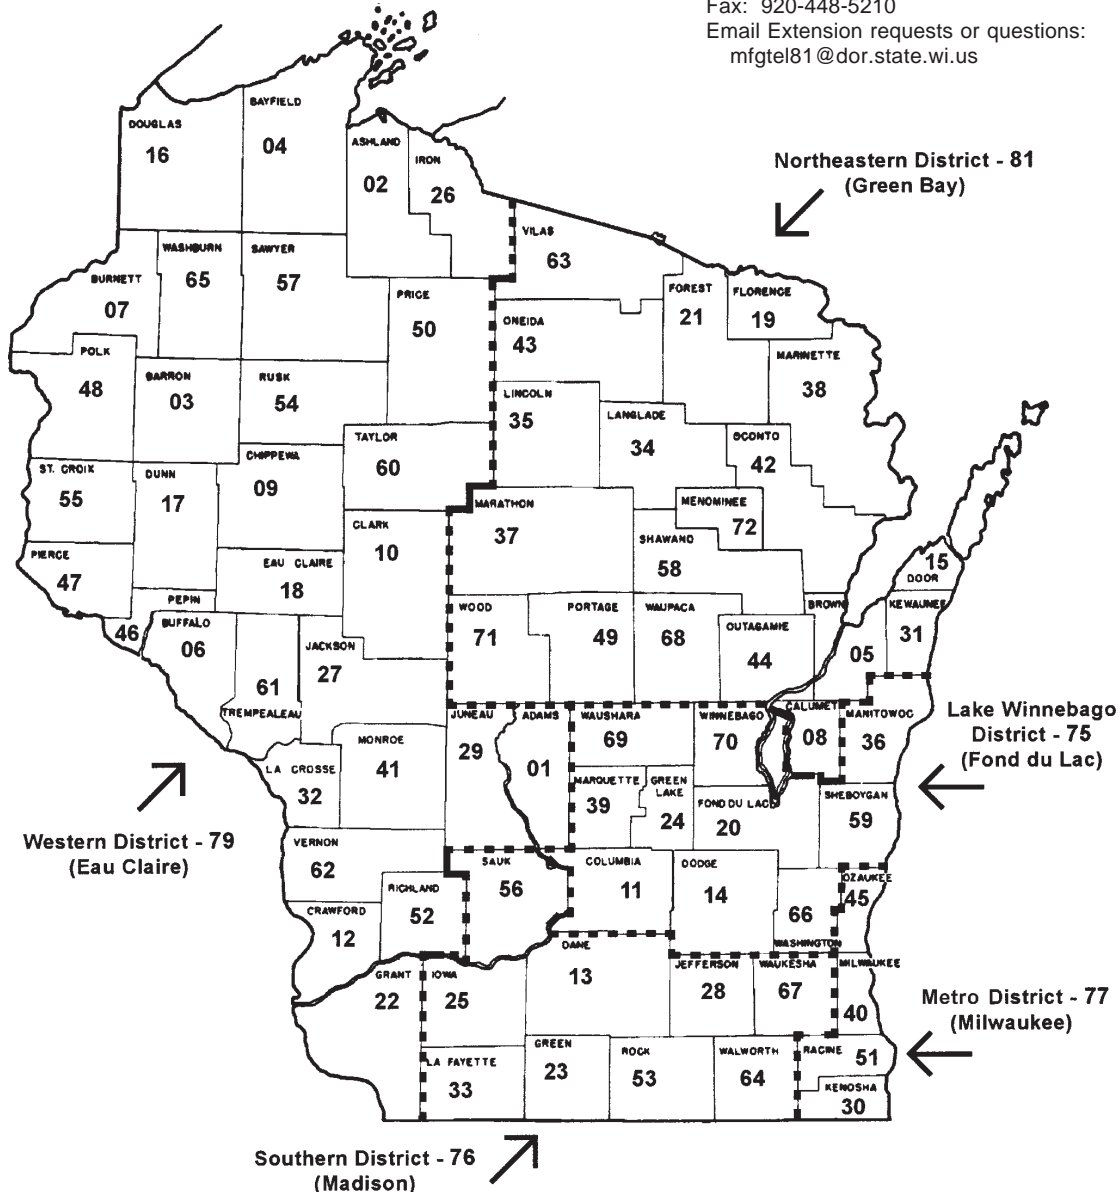 Fax: 920-448-5210
Email Extension requests or questions:
mfgtel81@dor.state.wi.us
BAYFIELD
04
DOUGLAS
16
ASHLAND
02
IRON
26
Northeastern District - 81
(Green Bay)
VILAS
63
WASHBURN
65
SAWYER
57
BURNETT
07
PRICE
50
FOREST
21
FLORENCE
19
ONEIDA
43
POLK
48
BARRON
03
RUSK
54
MARINETTE
38
LINCOLN
35
LANGLADE
34
OCONTO
42
TAYLOR
60
CHIPPEWA
09
ST. CROIX
55
DUNN
17
MARATHON
37
MENOMINEE
72
CLARK
10
SHAWANO
58
PIERCE
47
EAU CLAIRE
18
15
DOOR
PEPIN
46
BUFFALO
06
WOOD
71
PORTAGE
49
WAUPACA
68
OUTAGAMIE
44
BROWN
05
KEWAUNEE
31
JACKSON
27
61
TREMPEALEAU
JUNEAU
29
ADAMS
01
WAUSHARA
69
WINNEBAGO
70
CALUMET
08
MANITOWOC
36
Lake Winnebago
District - 75
(Fond du Lac)
MONROE
41
LA CROSSE
32
MARQUETTE
39
GREEN
LAKE
24
FOND DU LAC
20
SHEBOYGAN
59
Western District - 79
(Eau Claire)
VERNON
62
SAUK
56
COLUMBIA
11
DODGE
14
OZAUKEE
45
RICHLAND
52
CRAWFORD
12
66
WASHINGTON
DANE
13
GRANT
22
IOWA
25
JEFFERSON
28
WAUKESHA
67
MILWAUKEE
40
Metro District - 77
(Milwaukee)
LA FAYETTE
33
GREEN
23
ROCK
53
WALWORTH
64
RACINE
51
KENOSHA
30
Southern District - 76
(Madison)